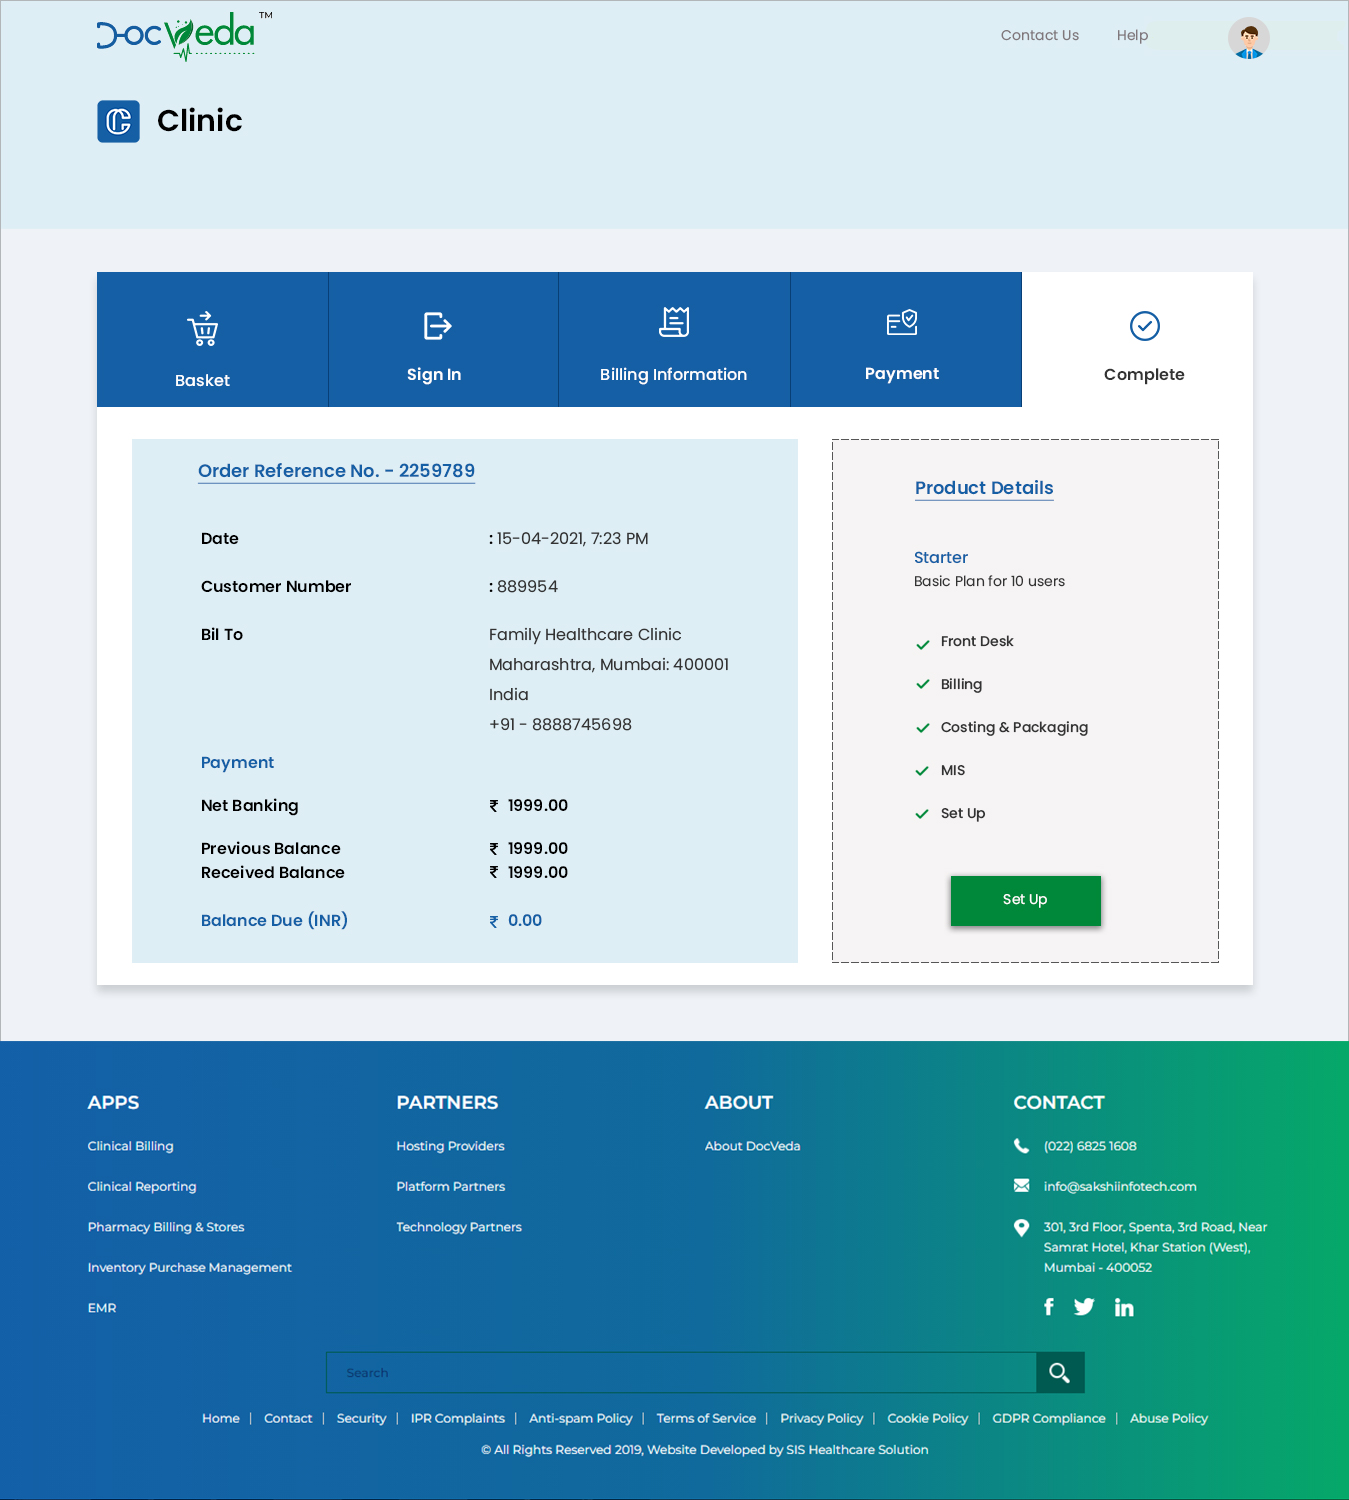 DocVeda™
Contact Us
Help
Clinic
Basket
Sign In
Billing Information
Payment
Complete
Order Reference No. - 2259789
Date : 15-04-2021, 7:23 PM
Customer Number : 889954
Bil To Family Healthcare Clinic
Maharashtra, Mumbai: 400001
India
+91 - 8888745698
Payment
Net Banking ₹ 1999.00
Previous Balance ₹ 1999.00
Received Balance ₹ 1999.00
Balance Due (INR) ₹ 0.00
Product Details
Starter
Basic Plan for 10 users
Front Desk
Billing
Costing & Packaging
MIS
Set Up
Set Up
APPS
Clinical Billing
Clinical Reporting
Pharmacy Billing & Stores
Inventory Purchase Management
EMR
PARTNERS
Hosting Providers
Platform Partners
Technology Partners
ABOUT
About DocVeda
CONTACT
(022) 6825 1608
info@sakshiinfotech.com
301, 3rd Floor, Spenta, 3rd Road, Near
Samrat Hotel, Khar Station (West),
Mumbai - 400052
Search
Home | Contact | Security | IPR Complaints | Anti-spam Policy | Terms of Service | Privacy Policy | Cookie Policy | GDPR Compliance | Abuse Policy
© All Rights Reserved 2019, Website Developed by SIS Healthcare Solution